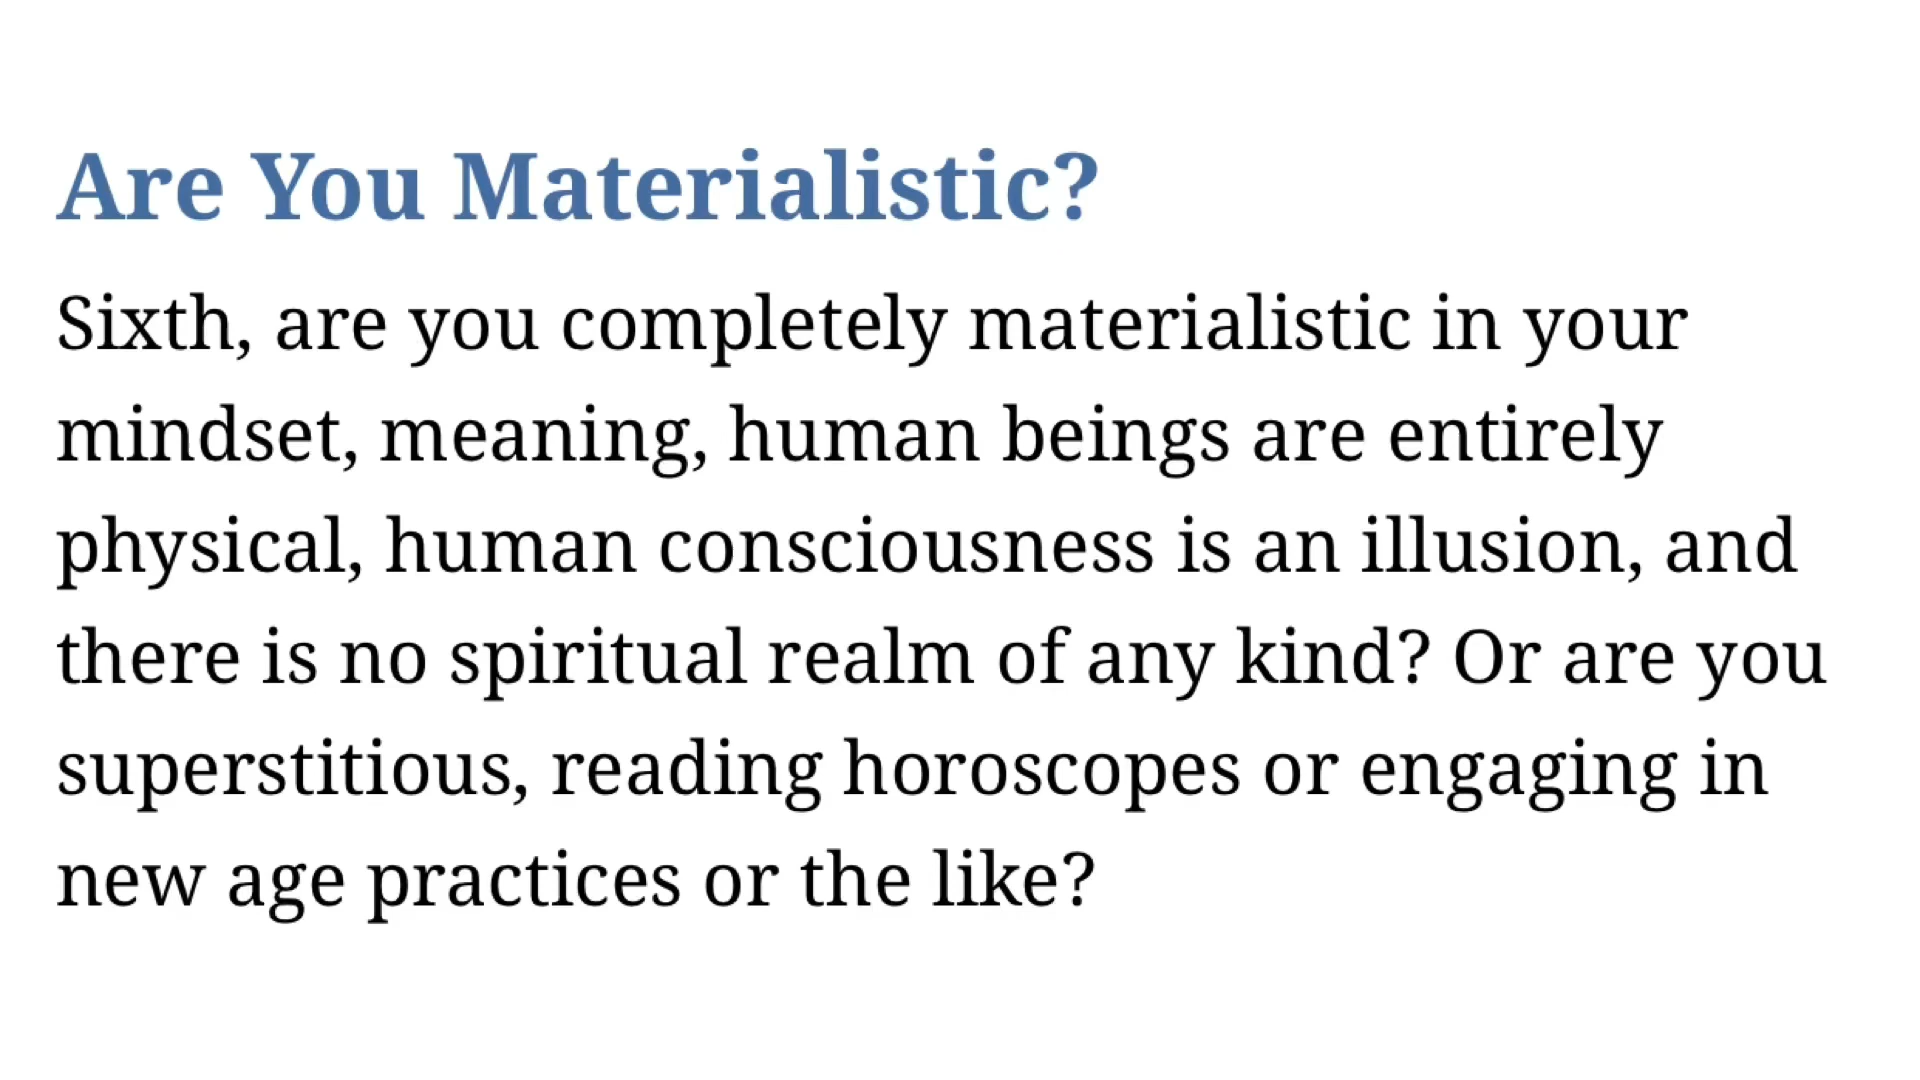 Are You Materialistic?
Sixth, are you completely materialistic in your
mindset, meaning, human beings are entirely
physical, human consciousness is an illusion, and
there is no spiritual realm of any kind? Or are you
superstitious, reading horoscopes or engaging in
new age practices or the like?